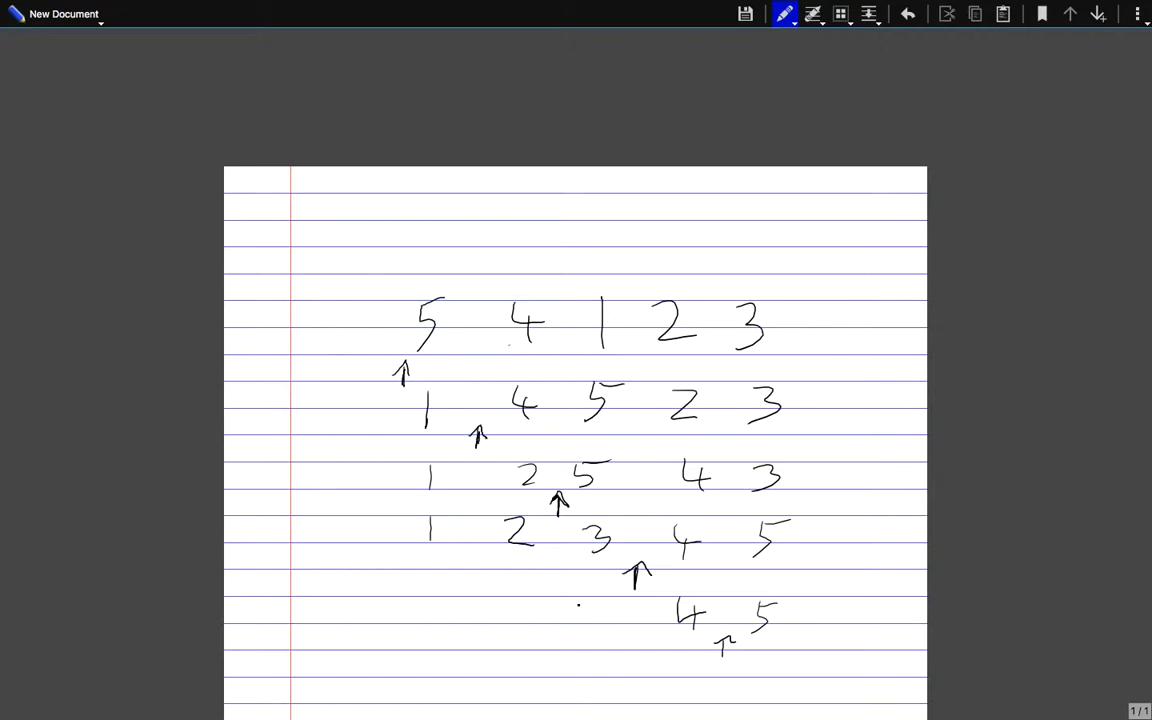 New Document
5 4 1 2 3
1 4 5 2 3
1 2 5 4 3
1 2 3 4 5
4 5
1/1